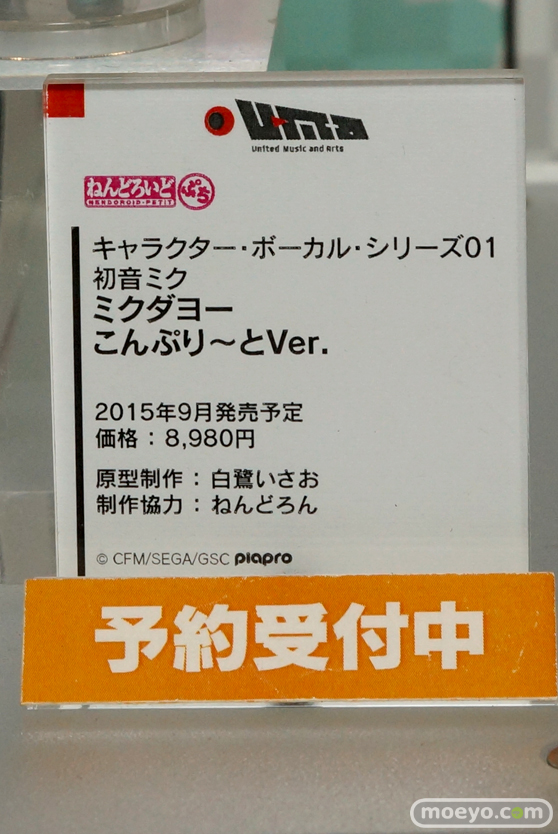 United Music and Arts
ねんどろいど
NENDOROID・PETIT
ぷち
キャラクター・ボーカル・シリーズ01
初音ミク
ミクダヨー
こんぷり～とVer.
2015年9月発売予定
価格：8,980円
原型制作：白鷺いさお
制作協力：ねんどろん
© CFM/SEGA/GSC piapro
予約受付中
moeyo.com